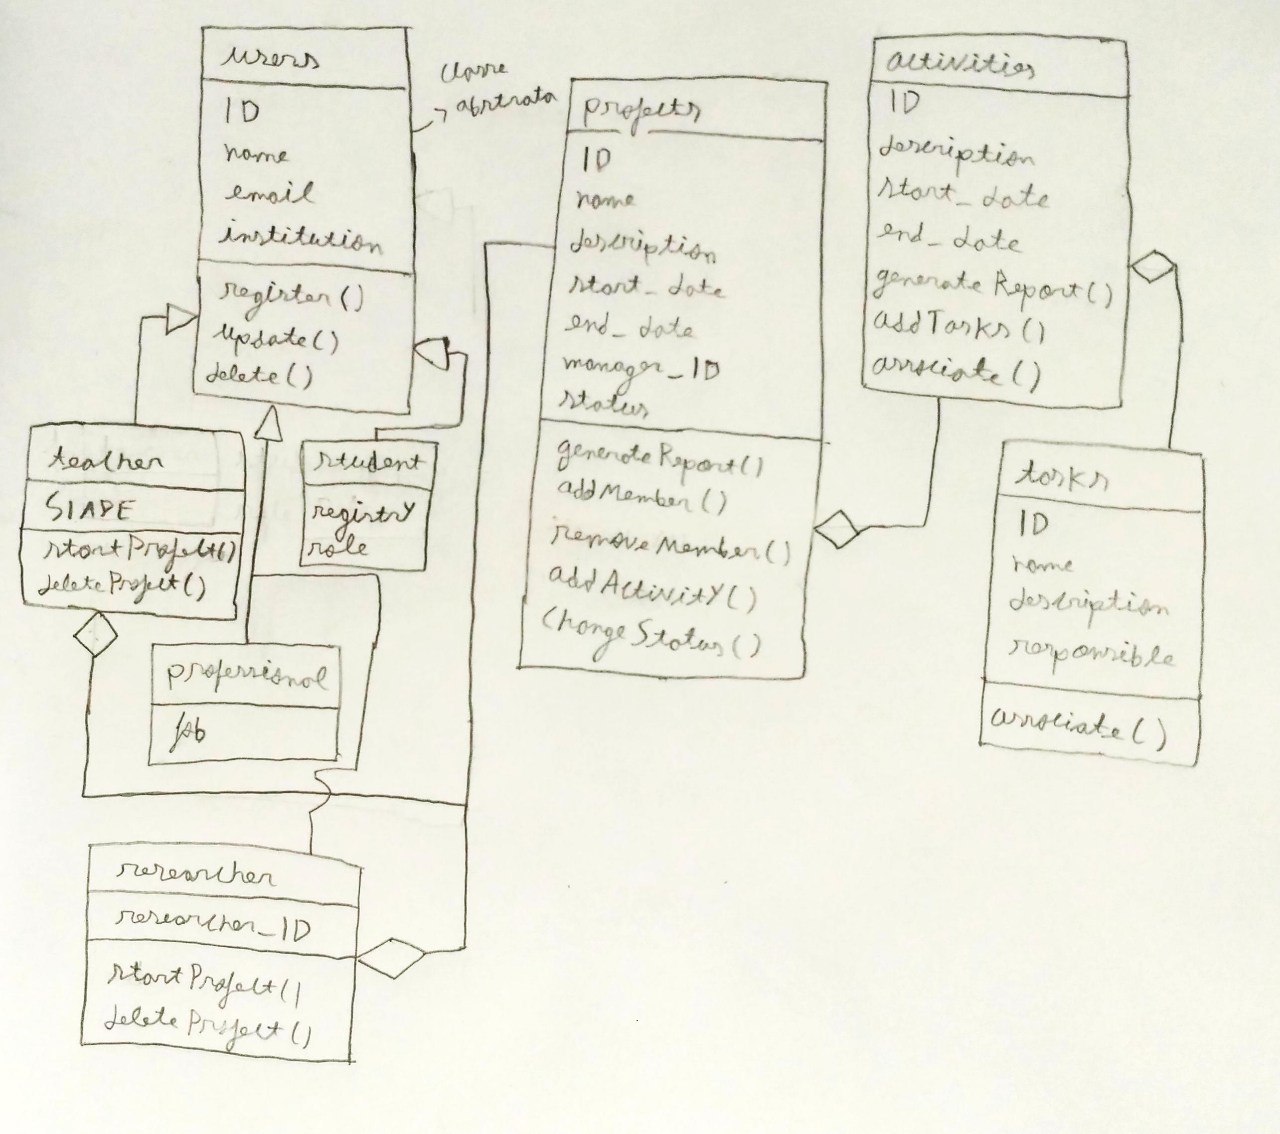 users
ID
name
email
institution
register()
update()
delete()
classe
abstrata
projects
ID
name
description
start_date
end_date
manager_ID
status
generateReport()
addMember()
removeMember()
addActivitY()
changeStatus()
activities
ID
description
start_date
end_date
generateReport()
addTasks()
associate()
tasks
ID
name
description
responsible
associate()
teacher
SIAPE
startProject()
deleteProject()
student
registrY
role
professional
job
researcher
researcher_ID
startProject()
deleteProject()